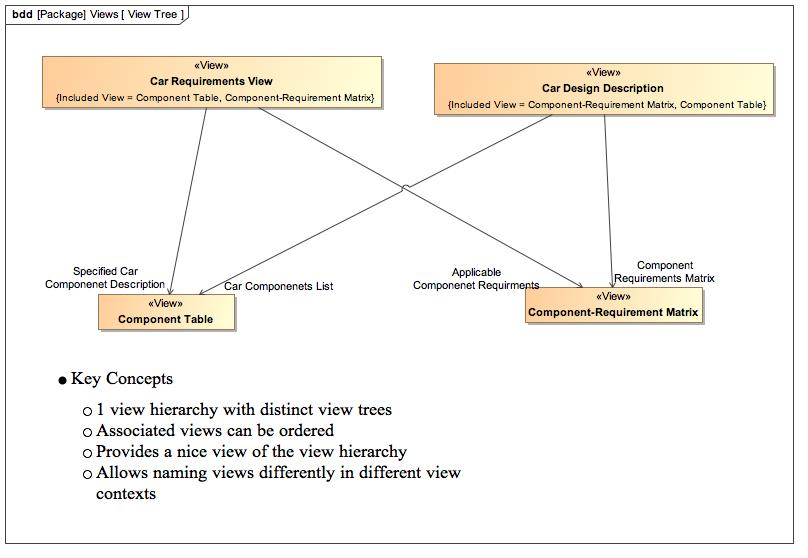 bdd [Package] Views [ View Tree ]
«View»
Car Requirements View
{Included View = Component Table, Component-Requirement Matrix}
«View»
Car Design Description
{Included View = Component-Requirement Matrix, Component Table}
Specified Car
Componenet Description
Car Componenets List
Applicable
Componenet Requirments
Component
Requirements Matrix
«View»
Component Table
«View»
Component-Requirement Matrix
Key Concepts
1 view hierarchy with distinct view trees
Associated views can be ordered
Provides a nice view of the view hierarchy
Allows naming views differently in different view
contexts